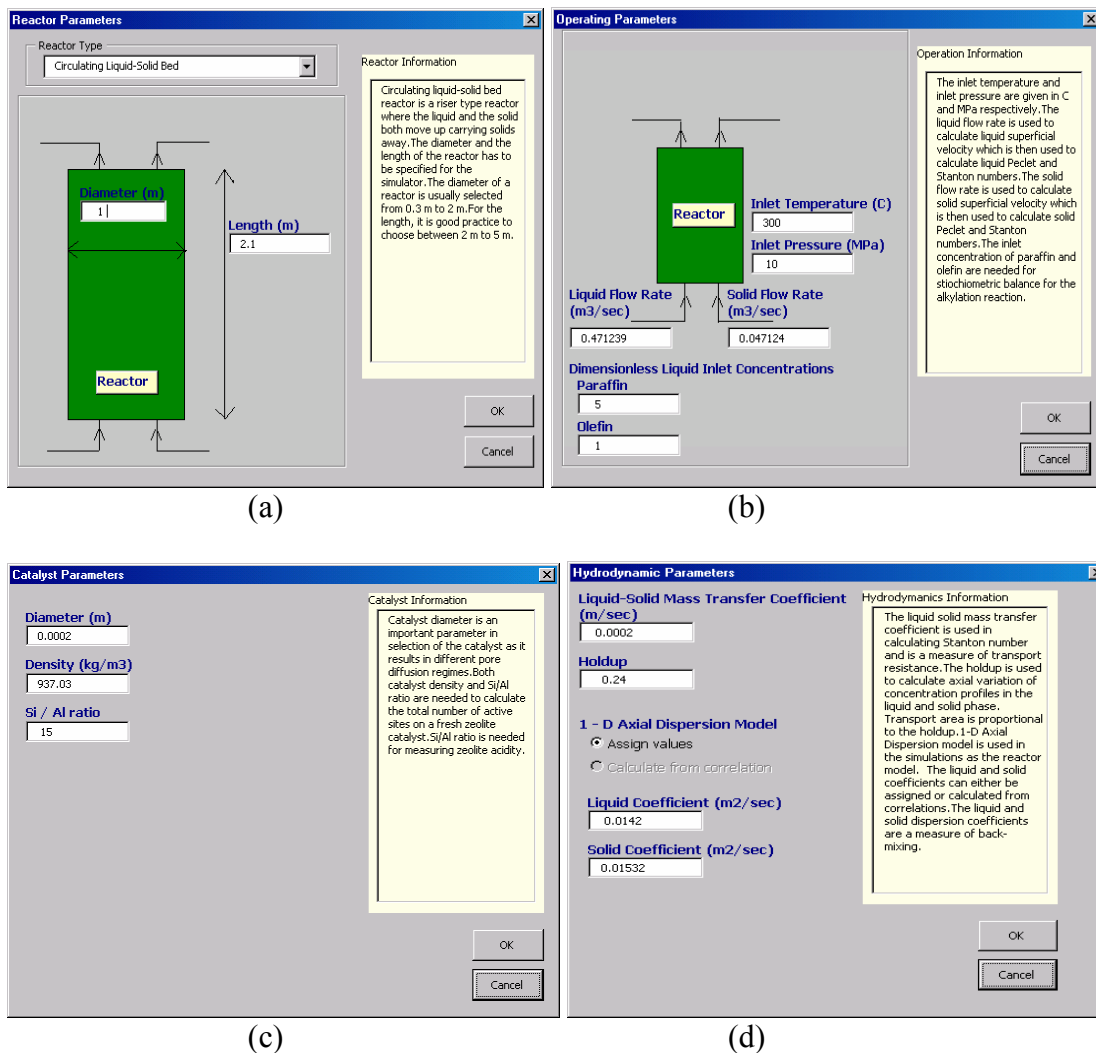 Reactor Parameters
Reactor Type
Circulating Liquid-Solid Bed
Diameter (m)
1
Length (m)
2.1
Reactor
Reactor Information
Circulating liquid-solid bed
reactor is a riser type reactor
where the liquid and the solid
both move up carrying solids
away.The diameter and the
length of the reactor has to
be specified for the
simulator.The diameter of a
reactor is usually selected
from 0.3 m to 2 m.For the
length, it is good practice to
choose between 2 m to 5 m.
OK
Cancel
(a)
Operating Parameters
Reactor
Inlet Temperature (C)
300
Inlet Pressure (MPa)
10
Liquid Flow Rate
(m3/sec)
0.471239
Solid Flow Rate
(m3/sec)
0.047124
Dimensionless Liquid Inlet Concentrations
Paraffin
5
Olefin
1
Operation Information
The inlet temperature and
inlet pressure are given in C
and MPa respectively.The
liquid flow rate is used to
calculate liquid superficial
velocity which is then used to
calculate liquid Peclet and
Stanton numbers.The solid
flow rate is used to calculate
solid superficial velocity which
is then used to calculate solid
Peclet and Stanton
numbers.The inlet
concentration of paraffin and
olefin are needed for
stiochiometric balance for the
alkylation reaction.
OK
Cancel
(b)
Catalyst Parameters
Diameter (m)
0.0002
Density (kg/m3)
937.03
Si / Al ratio
15
Catalyst Information
Catalyst diameter is an
important parameter in
selection of the catalyst as it
results in different pore
diffusion regimes.Both
catalyst density and Si/Al
ratio are needed to calculate
the total number of active
sites on a fresh zeolite
catalyst.Si/Al ratio is needed
for measuring zeolite acidity.
OK
Cancel
(c)
Hydrodynamic Parameters
Liquid-Solid Mass Transfer Coefficient
(m/sec)
0.0002
Holdup
0.24
1 - D Axial Dispersion Model
Assign values
Calculate from correlation
Liquid Coefficient (m2/sec)
0.0142
Solid Coefficient (m2/sec)
0.01532
Hydrodymanics Information
The liquid solid mass transfer
coefficient is used in
calculating Stanton number
and is a measure of transport
resistance.The holdup is used
to calculate axial variation of
concentration profiles in the
liquid and solid phase.
Transport area is proportional
to the holdup.1-D Axial
Dispersion model is used in
the simulations as the reactor
model. The liquid and solid
coefficients can either be
assigned or calculated from
correlations.The liquid and
solid dispersion coefficients
are a measure of back-
mixing.
OK
Cancel
(d)